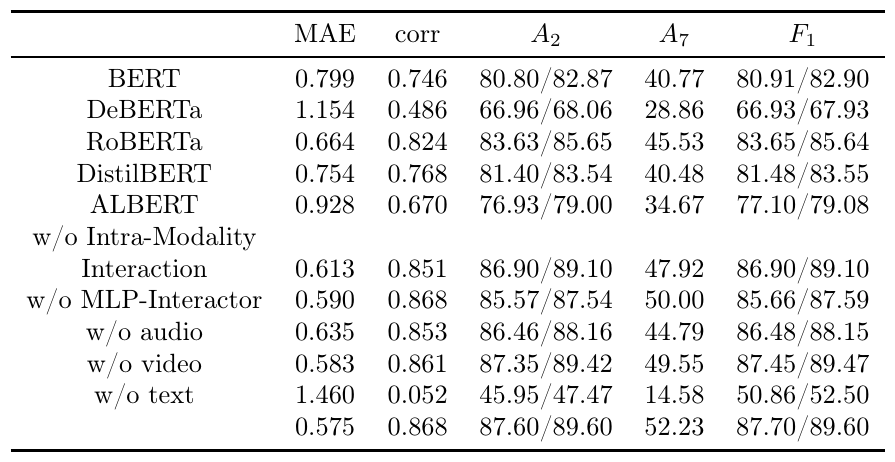 MAE corr A2 A7 F1
BERT 0.799 0.746 80.80/82.87 40.77 80.91/82.90
DeBERTa 1.154 0.486 66.96/68.06 28.86 66.93/67.93
RoBERTa 0.664 0.824 83.63/85.65 45.53 83.65/85.64
DistilBERT 0.754 0.768 81.40/83.54 40.48 81.48/83.55
ALBERT 0.928 0.670 76.93/79.00 34.67 77.10/79.08
w/o Intra-Modality
Interaction 0.613 0.851 86.90/89.10 47.92 86.90/89.10
w/o MLP-Interactor 0.590 0.868 85.57/87.54 50.00 85.66/87.59
w/o audio 0.635 0.853 86.46/88.16 44.79 86.48/88.15
w/o video 0.583 0.861 87.35/89.42 49.55 87.45/89.47
w/o text 1.460 0.052 45.95/47.47 14.58 50.86/52.50
0.575 0.868 87.60/89.60 52.23 87.70/89.60